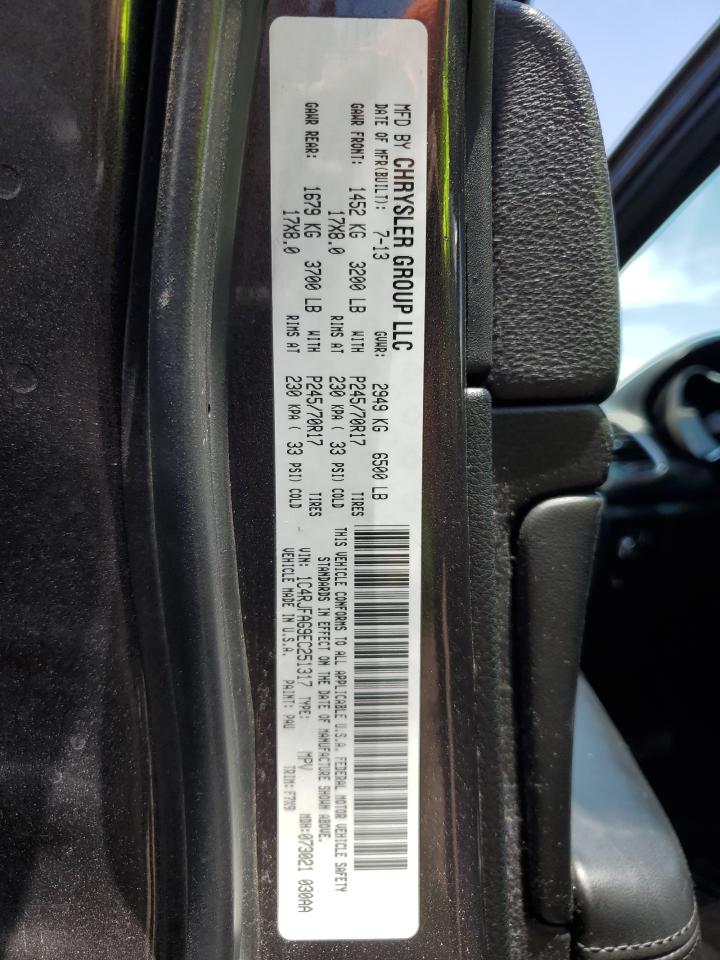 MFD BY CHRYSLER GROUP LLC
DATE OF MFR(BUILT): 7-13 GVWR: 2949 KG 6500 LB
GAWR FRONT: 1452 KG 3200 LB WITH P245/70R17 TIRES
17X8.0 RIMS AT 230 KPA( 33 PSI) COLD
GAWR REAR: 1679 KG 3700 LB WITH P245/70R17 TIRES
17X8.0 RIMS AT 230 KPA( 33 PSI) COLD
THIS VEHICLE CONFORMS TO ALL APPLICABLE U.S.A. FEDERAL MOTOR VEHICLE SAFETY
STANDARDS IN EFFECT ON THE DATE OF MANUFACTURE SHOWN ABOVE.
MDH:073021 030AA
VIN: 1C4RJFAG9EC251317 TYPE: MPV
VEHICLE MADE IN U.S.A. PAINT: PAU TRIM: F7X9